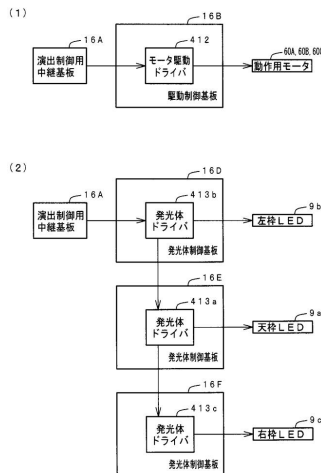 (1)
16A
16B
412
60A, 60B, 60C
演出制御用
中継基板
モータ駆動
ドライバ
動作用モータ
駆動制御基板
(2)
16A
16D
413b
9b
演出制御用
中継基板
発光体
ドライバ
左枠LED
発光体制御基板
16E
413a
9a
発光体
ドライバ
天枠LED
発光体制御基板
16F
413c
9c
発光体
ドライバ
右枠LED
発光体制御基板